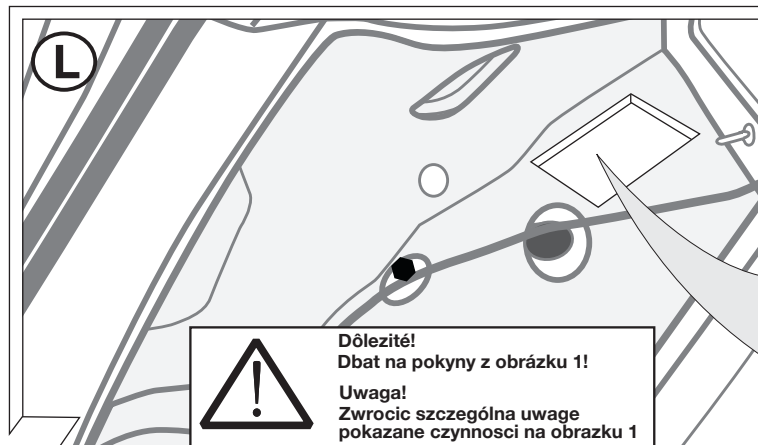 L
Dôlezité!
Dbat na pokyny z obrázku 1!
Uwaga!
Zwrocic szczególna uwage
pokazane czynnosci na obrazku 1